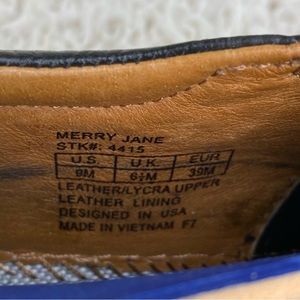 MERRY JANE
STK#: 4415
U.S. U.K. EUR
9M 6½M 39M
LEATHER/LYCRA UPPER
LEATHER LINING
DESIGNED IN USA
MADE IN VIETNAM F7